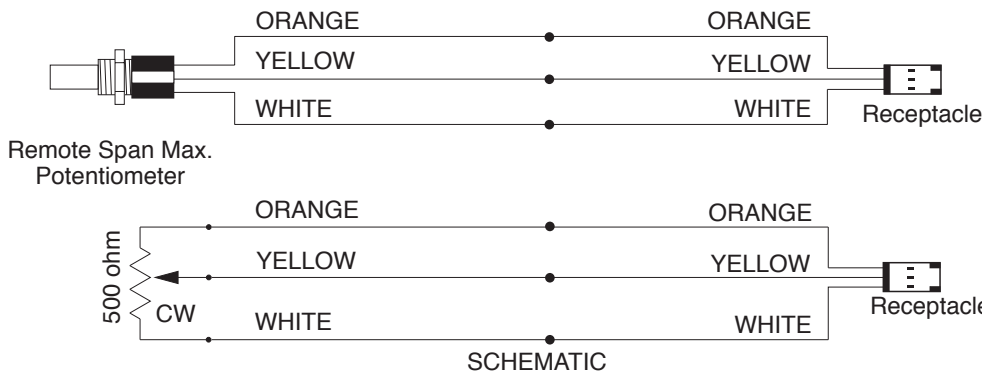 ORANGE ORANGE
YELLOW YELLOW
WHITE WHITE
Receptacle
Remote Span Max.
Potentiometer
ORANGE ORANGE
500 ohm
YELLOW YELLOW
CW
WHITE WHITE
Receptacle
SCHEMATIC